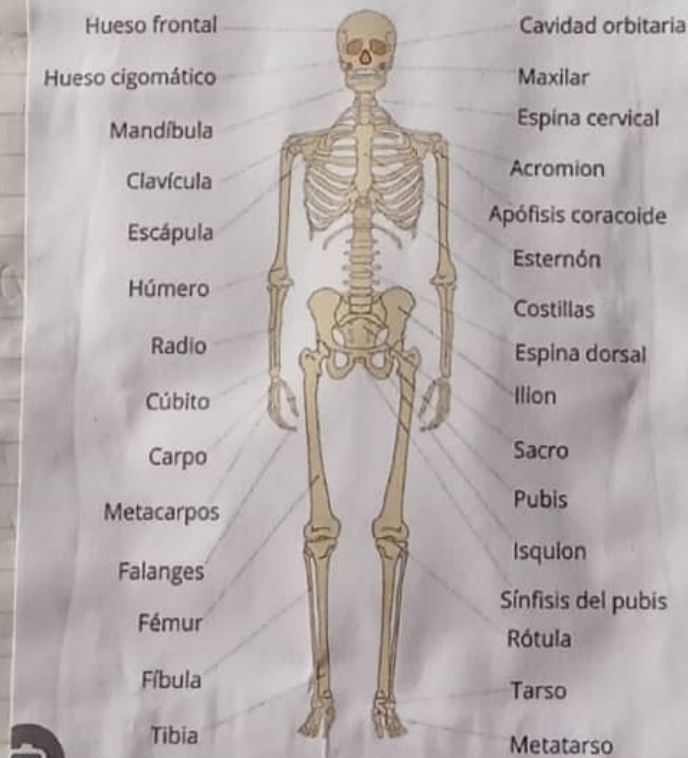 Hueso frontal
Hueso cigomático
Mandíbula
Clavícula
Escápula
Húmero
Radio
Cúbito
Carpo
Metacarpos
Falanges
Fémur
Fíbula
Tibia
Cavidad orbitaria
Maxilar
Espina cervical
Acromion
Apófisis coracoide
Esternón
Costillas
Espina dorsal
Ilion
Sacro
Pubis
Isquion
Sínfisis del pubis
Rótula
Tarso
Metatarso